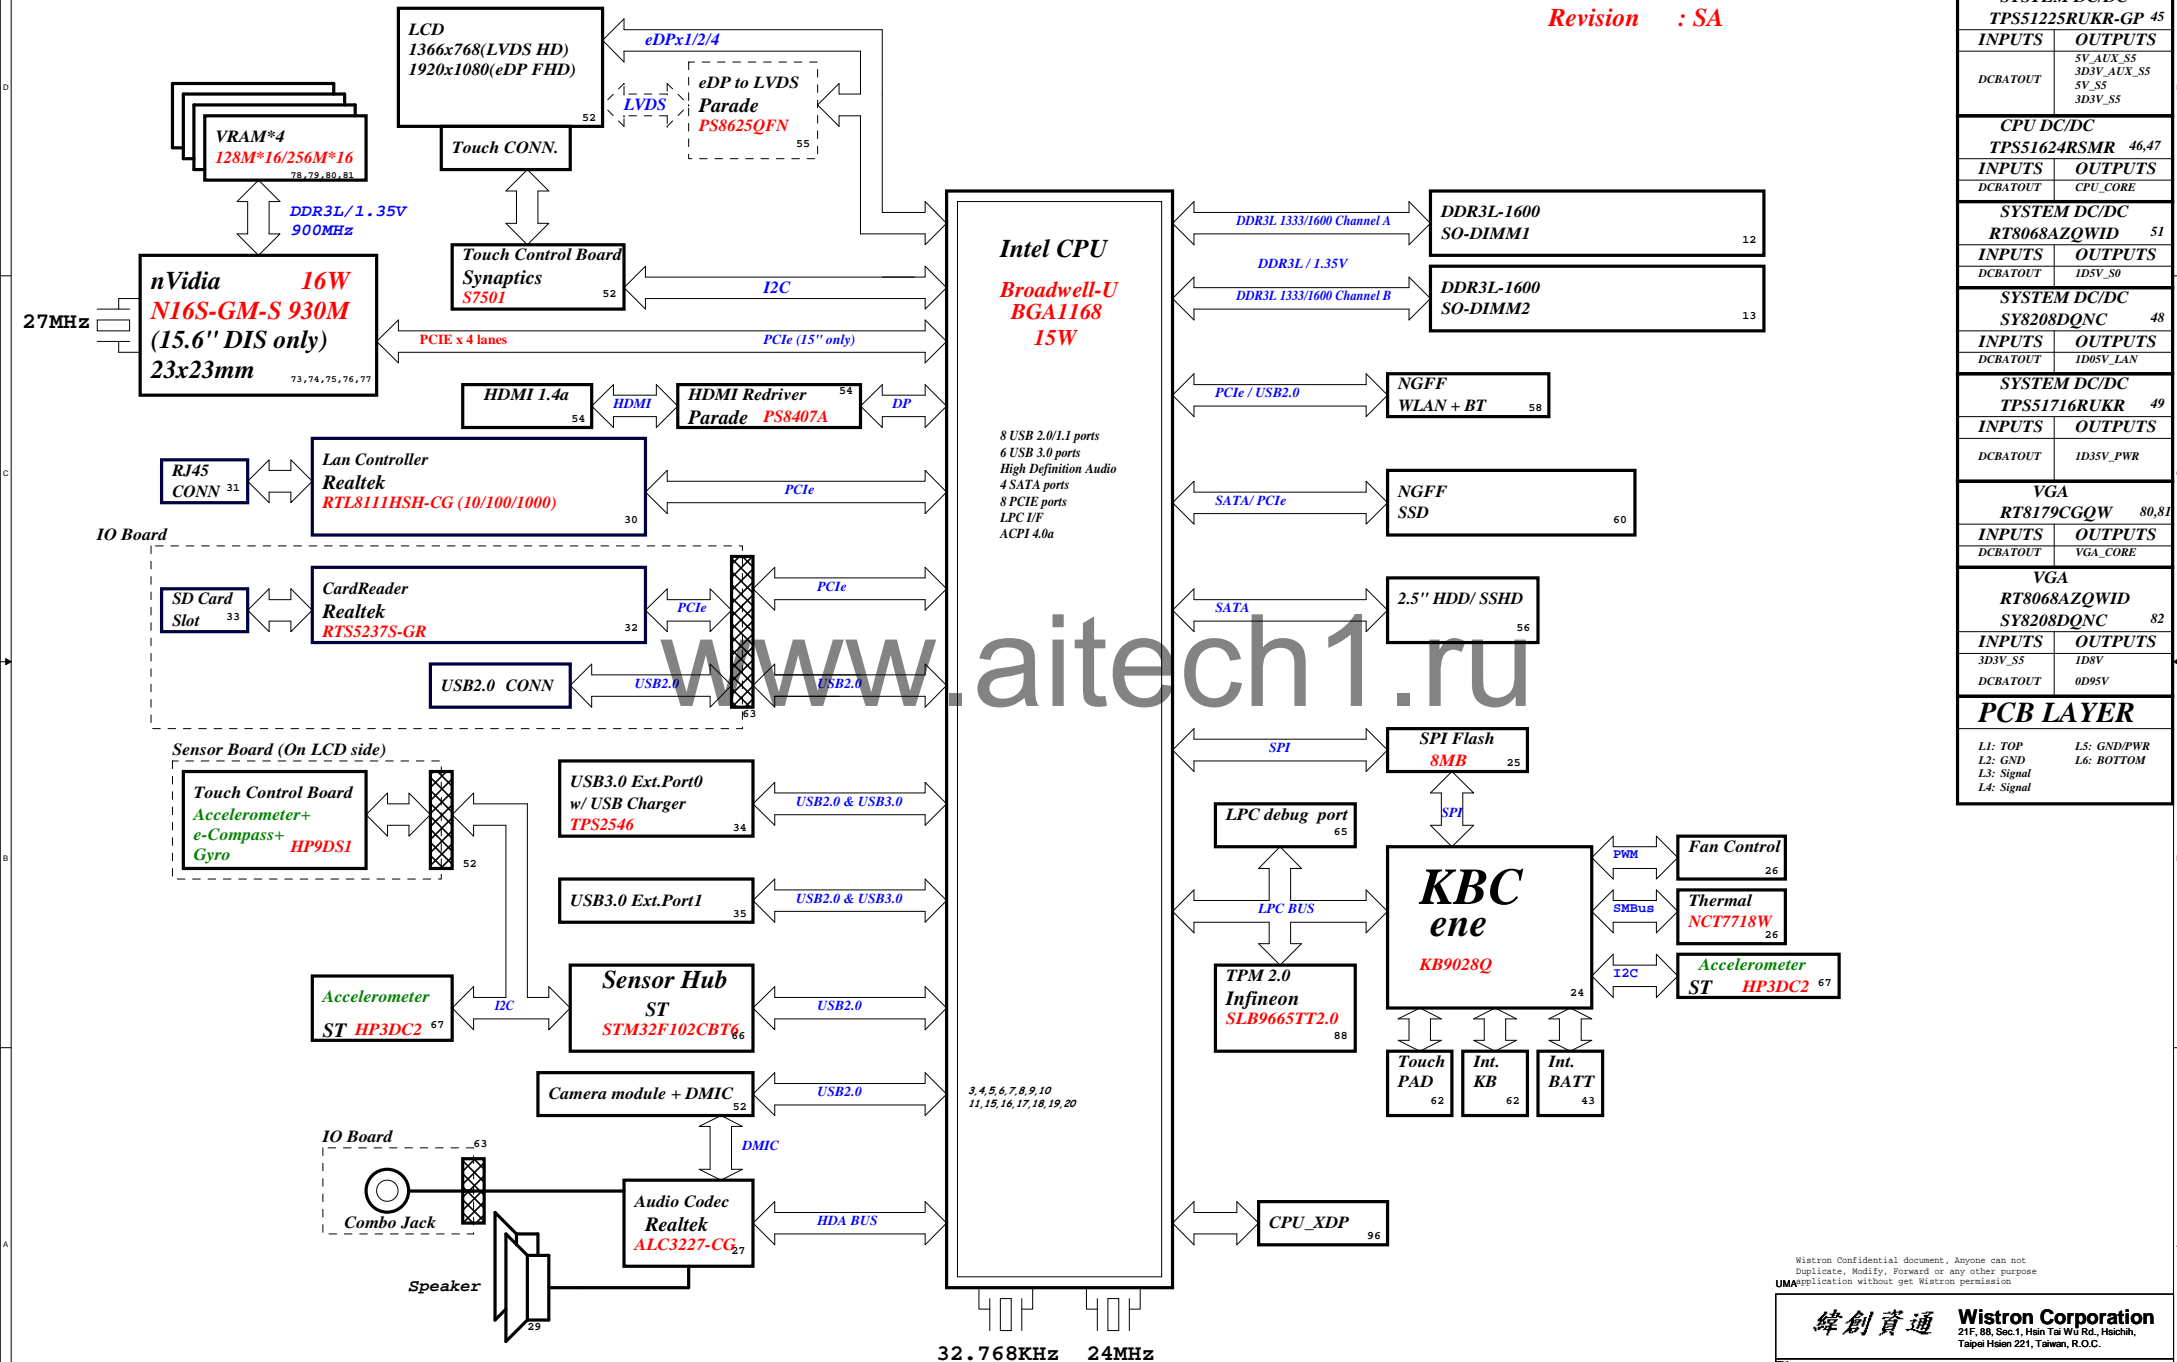 Revision : SA
LCD
1366x768(LVDS HD)
1920x1080(eDP FHD)
52
Touch CONN.
eDPx1/2/4
LVDS
eDP to LVDS
Parade
PS8625QFN
55
VRAM*4
128M*16/256M*16
78,79,80,81
DDR3L/1.35V
900MHz
27MHz
nVidia 16W
N16S-GM-S 930M
(15.6" DIS only)
23x23mm
73,74,75,76,77
Touch Control Board
Synaptics
S7501
52
I2C
PCIE x 4 lanes
PCIe (15" only)
HDMI 1.4a
54
HDMI
HDMI Redriver
54
Parade PS8407A
DP
RJ45
CONN 31
Lan Controller
Realtek
RTL8111HSH-CG (10/100/1000)
30
PCIe
IO Board
SD Card
Slot 33
CardReader
Realtek
RTS5237S-GR
32
PCIe
PCIe
USB2.0 CONN
USB2.0
USB2.0
63
Sensor Board (On LCD side)
Touch Control Board
Accelerometer+
e-Compass+
Gyro
HP9DS1
52
USB3.0 Ext.Port0
w/ USB Charger
TPS2546
34
USB2.0 & USB3.0
USB3.0 Ext.Port1
35
USB2.0 & USB3.0
Accelerometer
ST HP3DC2 67
I2C
Sensor Hub
ST
STM32F102CBT6
66
USB2.0
Camera module + DMIC
52
USB2.0
DMIC
IO Board
63
Combo Jack
Audio Codec
Realtek
ALC3227-CG
27
HDA BUS
Speaker
29
Intel CPU
Broadwell-U
BGA1168
15W
8 USB 2.0/1.1 ports
6 USB 3.0 ports
High Definition Audio
4 SATA ports
8 PCIE ports
LPC I/F
ACPI 4.0a
3,4,5,6,7,8,9,10
11,15,16,17,18,19,20
32.768KHz 24MHz
DDR3L 1333/1600 Channel A
DDR3L-1600
SO-DIMM1
12
DDR3L / 1.35V
DDR3L 1333/1600 Channel B
DDR3L-1600
SO-DIMM2
13
PCIe / USB2.0
NGFF
WLAN + BT
58
SATA/ PCIe
NGFF
SSD
60
SATA
2.5" HDD/ SSHD
56
www.aitech1.ru
SPI
SPI Flash
8MB
25
SPI
LPC debug port
65
LPC BUS
KBC
ene
KB9028Q
24
TPM 2.0
Infineon
SLB9665TT2.0
88
PWM
Fan Control
26
SMBus
Thermal
NCT7718W
26
I2C
Accelerometer
ST HP3DC2 67
Touch
PAD
62
Int.
KB
62
Int.
BATT
43
CPU_XDP
96
SYSTEM DC/DC
TPS51225RUKR-GP 45
INPUTS OUTPUTS
DCBATOUT
5V_AUX_S5
3D3V_AUX_S5
5V_S5
3D3V_S5
CPU DC/DC
TPS51624RSMR 46,47
INPUTS OUTPUTS
DCBATOUT CPU_CORE
SYSTEM DC/DC
RT8068AZQWID 51
INPUTS OUTPUTS
DCBATOUT 1D5V_S0
SYSTEM DC/DC
SY8208DQNC 48
INPUTS OUTPUTS
DCBATOUT 1D05V_LAN
SYSTEM DC/DC
TPS51716RUKR 49
INPUTS OUTPUTS
DCBATOUT 1D35V_PWR
VGA
RT8179CGQW 80,81
INPUTS OUTPUTS
DCBATOUT VGA_CORE
VGA
RT8068AZQWID
SY8208DQNC 82
INPUTS OUTPUTS
3D3V_S5 1D8V
DCBATOUT 0D95V
PCB LAYER
L1: TOP L5: GND/PWR
L2: GND L6: BOTTOM
L3: Signal
L4: Signal
D
C
B
A
Wistron Confidential document, Anyone can not
Duplicate, Modify, Forward or any other purpose
application without get Wistron permission
UMA
緯創資通 Wistron Corporation
21F, 88, Sec.1, Hsin Tai Wu Rd., Hsichih,
Taipei Hsien 221, Taiwan, R.O.C.